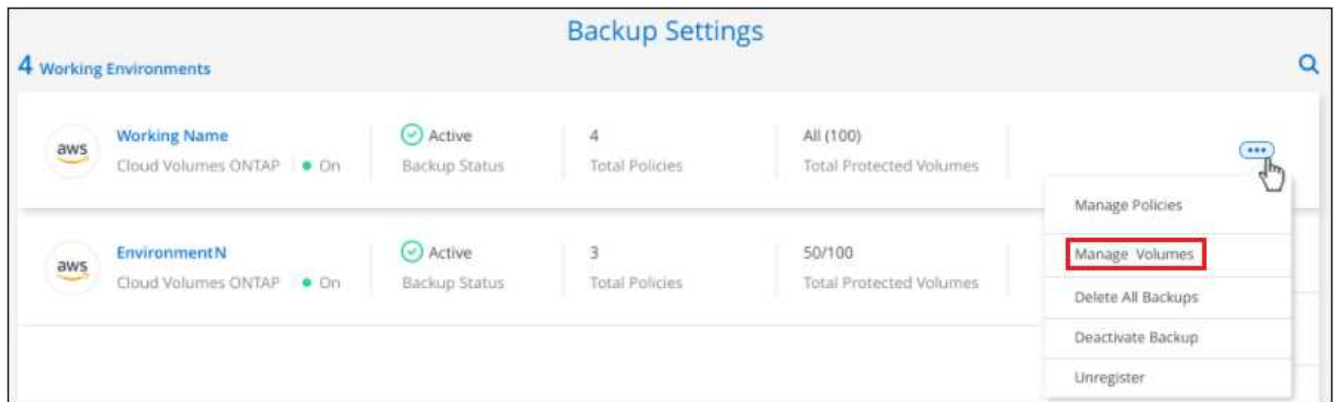 Backup Settings
4 Working Environments
aws
Working Name
Cloud Volumes ONTAP
On
Active
Backup Status
4
Total Policies
All (100)
Total Protected Volumes
aws
EnvironmentN
Cloud Volumes ONTAP
On
Active
Backup Status
3
Total Policies
50/100
Total Protected Volumes
Manage Policies
Manage Volumes
Delete All Backups
Deactivate Backup
Unregister